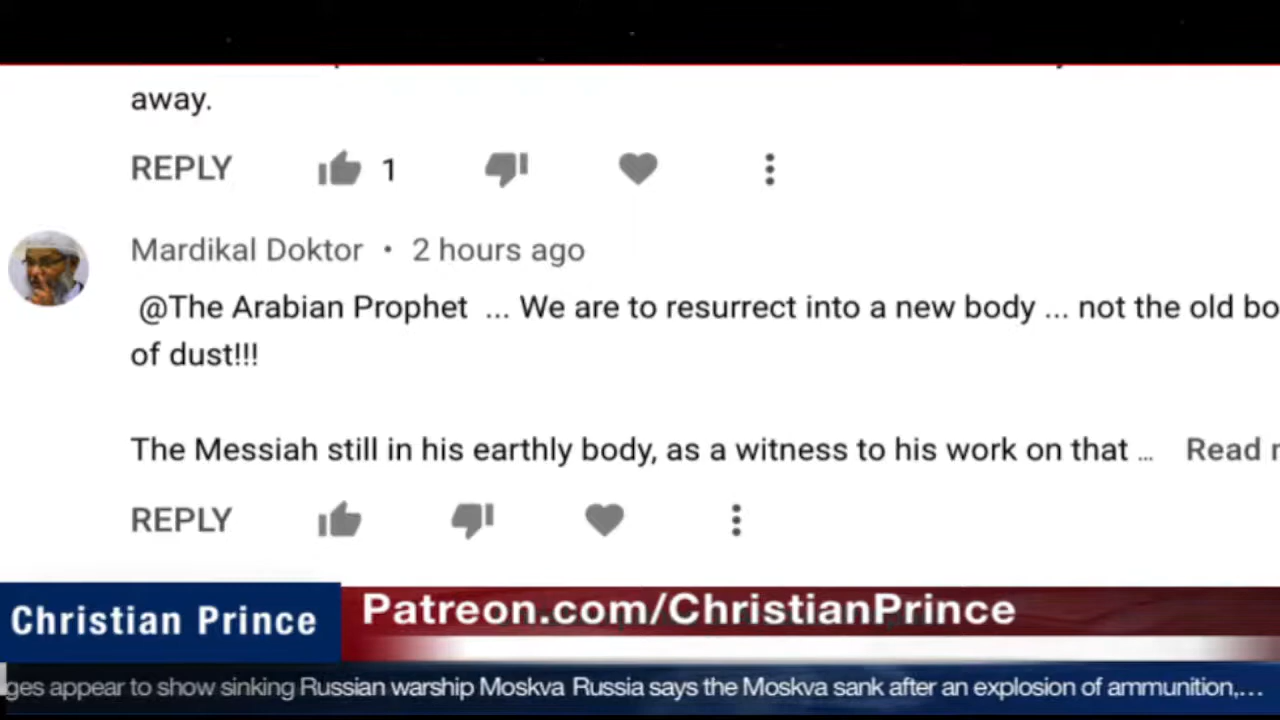 away.
REPLY 1
Mardikal Doktor • 2 hours ago
@The Arabian Prophet ... We are to resurrect into a new body ... not the old bo
of dust!!!
The Messiah still in his earthly body, as a witness to his work on that ... Read
REPLY
Christian Prince
Patreon.com/ChristianPrince
ges appear to show sinking Russian warship Moskva Russia says the Moskva sank after an explosion of ammunition,...